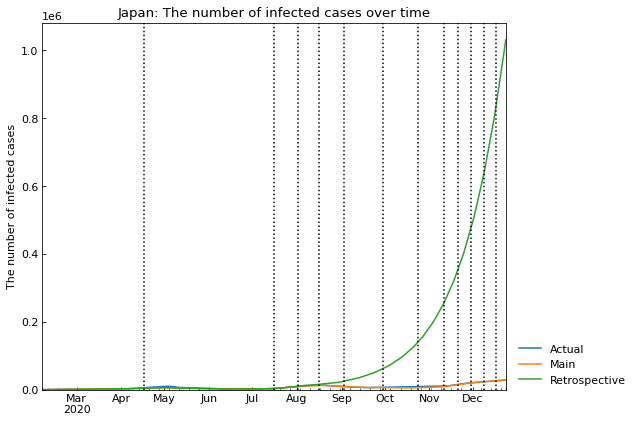 Japan: The number of infected cases over time
1e6
The number of infected cases
1.0
0.8
0.6
0.4
0.2
0.0
Mar Apr May Jun Jul Aug Sep Oct Nov Dec
2020
Actual
Main
Retrospective